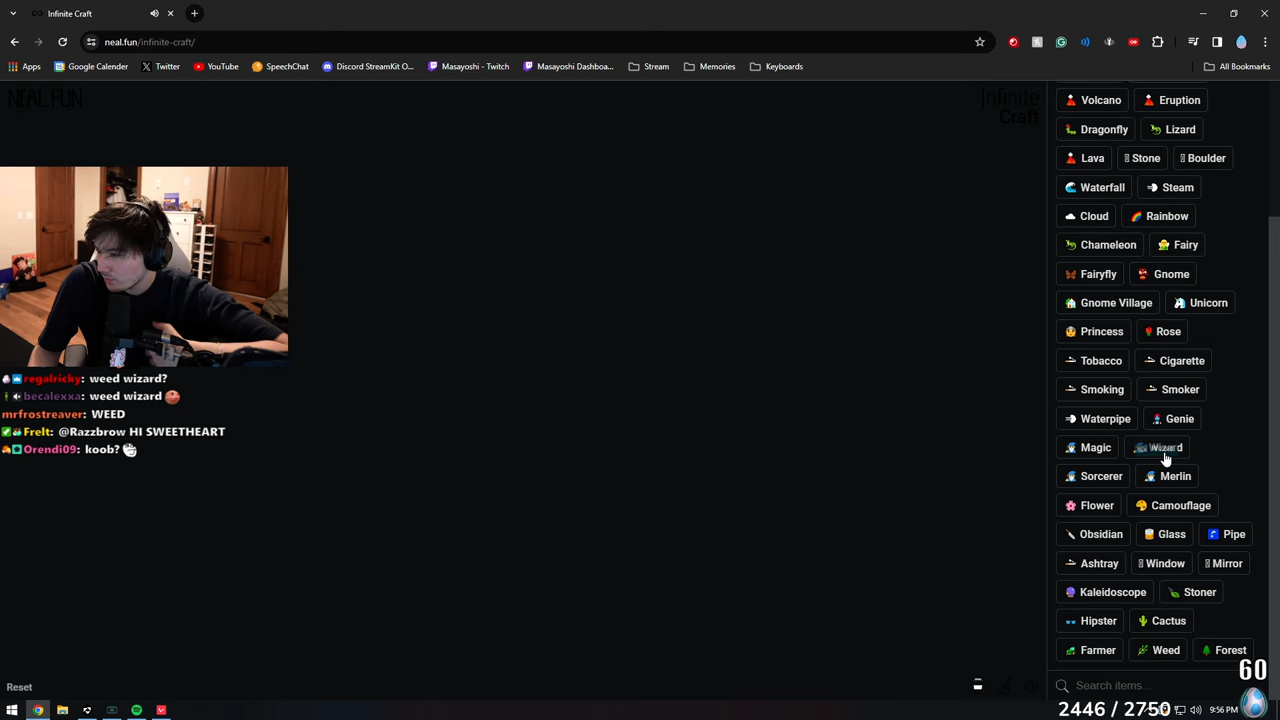 Infinite Craft
neal.fun/infinite-craft/
Apps Google Calender Twitter YouTube SpeechChat Discord StreamKit O... Masayoshi - Twitch Masayoshi Dashboa... Stream Memories Keyboards All Bookmarks
NEAL.FUN
Infinite
Craft
Volcano Eruption
Dragonfly Lizard
Lava Stone Boulder
Waterfall Steam
Cloud Rainbow
Chameleon Fairy
Fairyfly Gnome
Gnome Village Unicorn
Princess Rose
Tobacco Cigarette
Smoking Smoker
Waterpipe Genie
Magic Wizard
Sorcerer Merlin
Flower Camouflage
Obsidian Glass Pipe
Ashtray Window Mirror
Kaleidoscope Stoner
Hipster Cactus
Farmer Weed Forest
regalricky: weed wizard?
becalexxa: weed wizard
mrfrostreaver: WEED
Frelt: @Razzbrow HI SWEETHEART
Orendi09: koob?
Reset
Search items...
60
2446 / 2750
9:56 PM